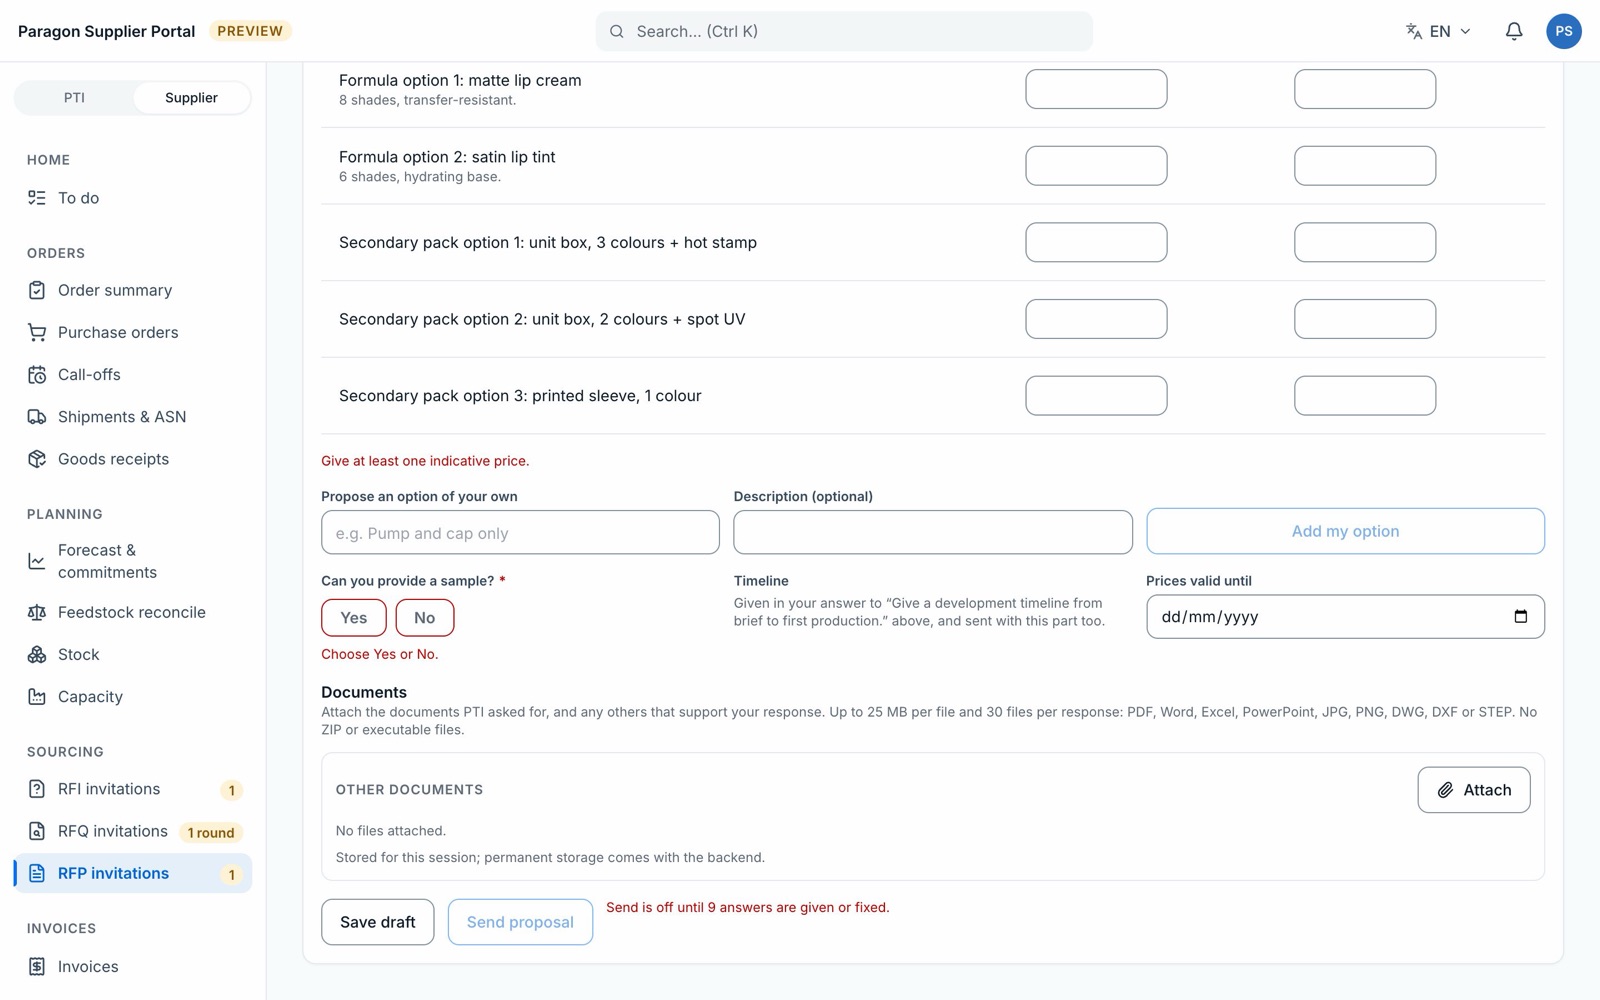 Paragon Supplier Portal
PREVIEW
Search... (Ctrl K)
EN
PS
PTI
Supplier
HOME
To do
ORDERS
Order summary
Purchase orders
Call-offs
Shipments & ASN
Goods receipts
PLANNING
Forecast &
commitments
Feedstock reconcile
Stock
Capacity
SOURCING
RFI invitations
1
RFQ invitations
1 round
RFP invitations
1
INVOICES
Invoices
Formula option 1: matte lip cream
8 shades, transfer-resistant.
Formula option 2: satin lip tint
6 shades, hydrating base.
Secondary pack option 1: unit box, 3 colours + hot stamp
Secondary pack option 2: unit box, 2 colours + spot UV
Secondary pack option 3: printed sleeve, 1 colour
Give at least one indicative price.
Propose an option of your own
e.g. Pump and cap only
Description (optional)
Add my option
Can you provide a sample? *
Yes
No
Choose Yes or No.
Timeline
Given in your answer to “Give a development timeline from
brief to first production.” above, and sent with this part too.
Prices valid until
dd/mm/yyyy
Documents
Attach the documents PTI asked for, and any others that support your response. Up to 25 MB per file and 30 files per response: PDF, Word, Excel, PowerPoint, JPG, PNG, DWG, DXF or STEP. No
ZIP or executable files.
OTHER DOCUMENTS
Attach
No files attached.
Stored for this session; permanent storage comes with the backend.
Save draft
Send proposal
Send is off until 9 answers are given or fixed.